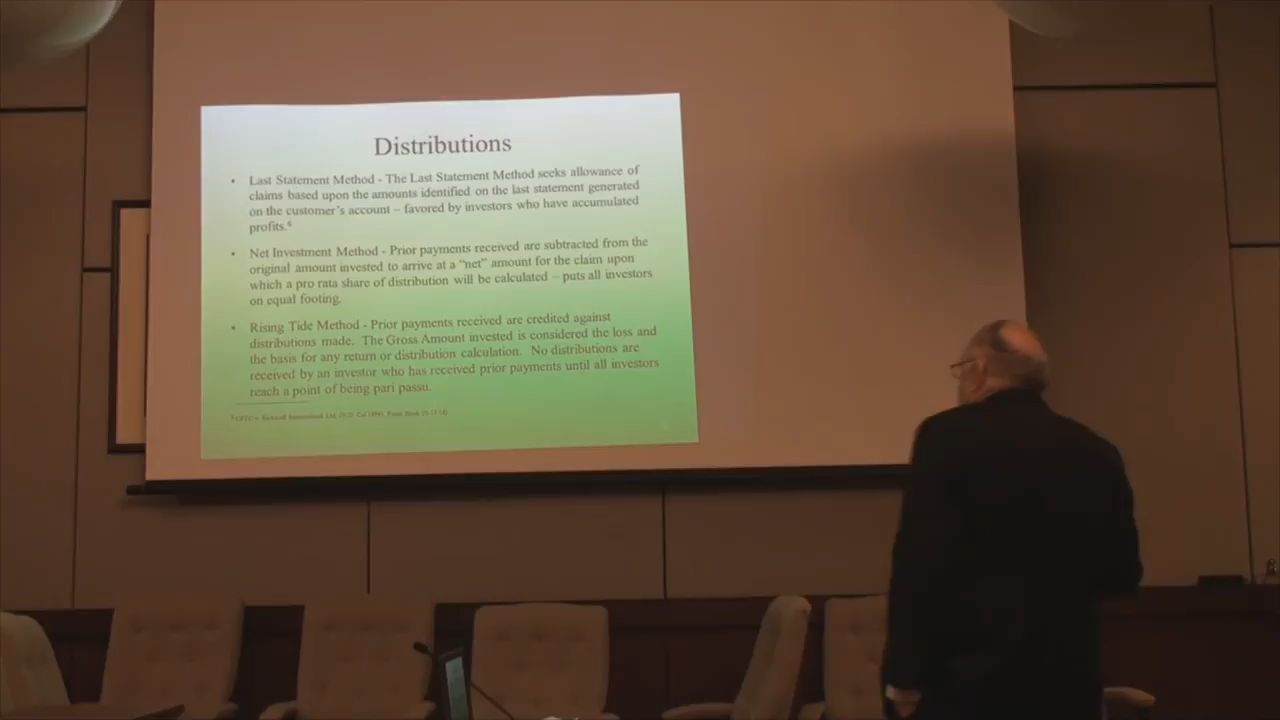 Distributions
• Last Statement Method - The Last Statement Method seeks allowance of
claims based upon the amounts identified on the last statement generated
on the customer's account – favored by investors who have accumulated
profits.⁶
• Net Investment Method - Prior payments received are subtracted from the
original amount invested to arrive at a “net” amount for the claim upon
which a pro rata share of distribution will be calculated – puts all investors
on equal footing.
• Rising Tide Method - Prior payments received are credited against
distributions made. The Gross Amount invested is considered the loss and
the basis for any return or distribution calculation. No distributions are
received by an investor who has received prior payments until all investors
reach a point of being pari passu.